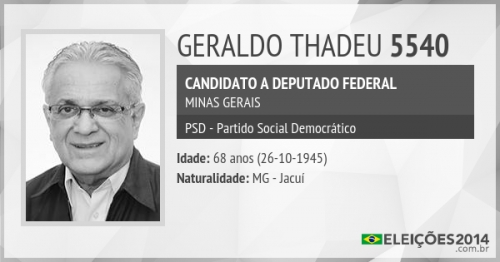 GERALDO THADEU 5540
CANDIDATO A DEPUTADO FEDERAL
MINAS GERAIS
PSD - Partido Social Democrático
Idade: 68 anos (26-10-1945)
Naturalidade: MG - Jacuí
ELEIÇÕES2014
.com.br